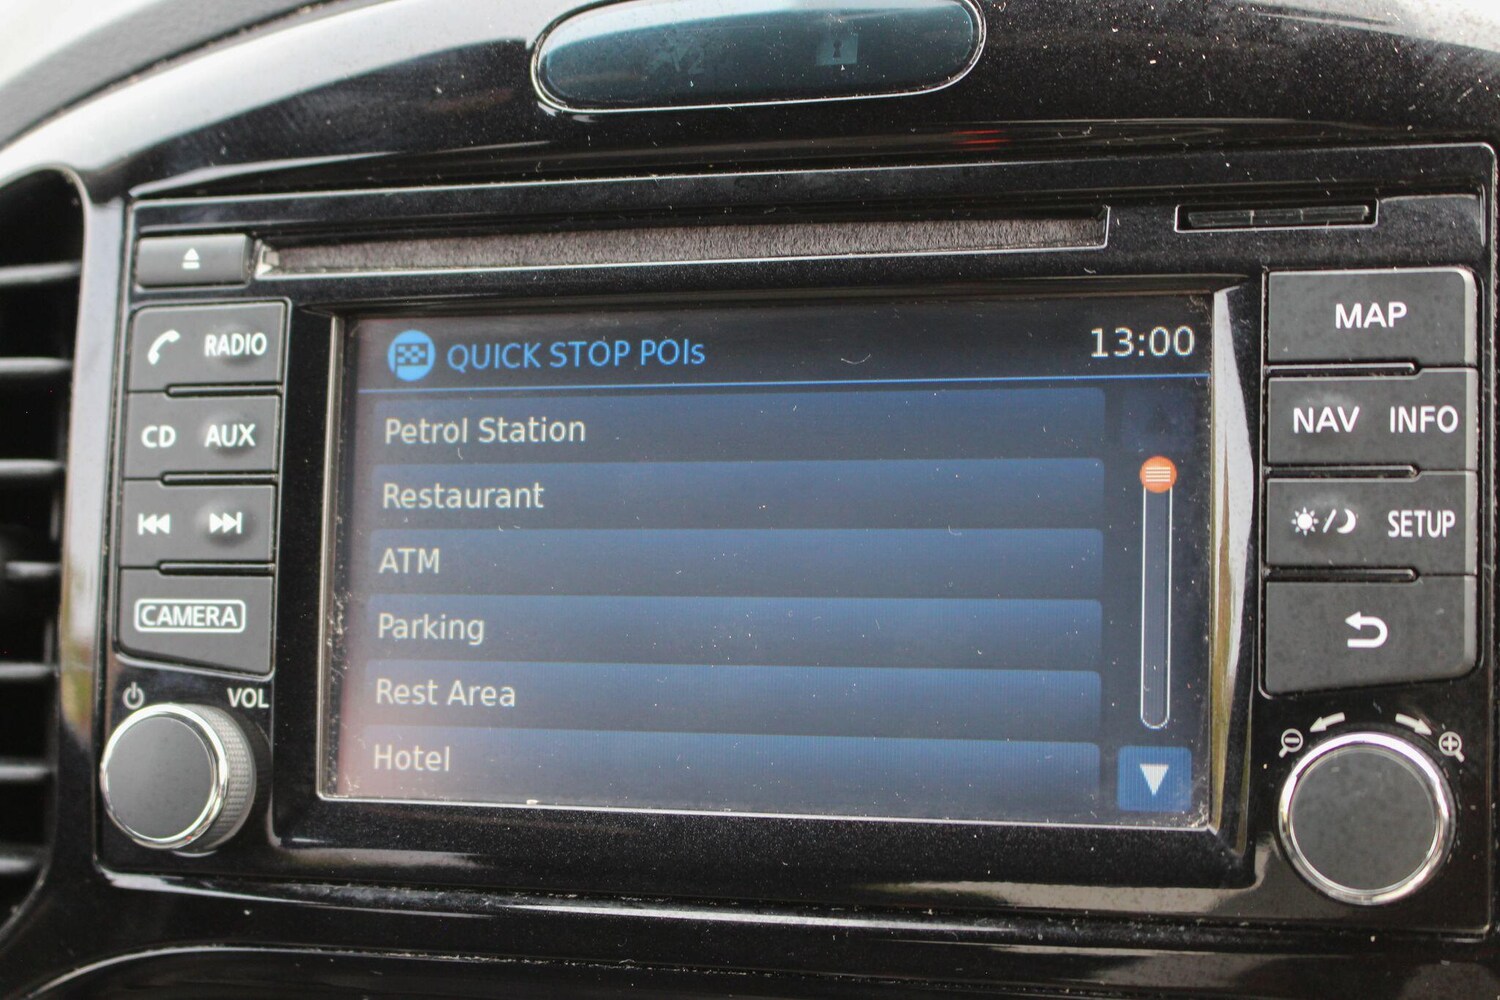 QUICK STOP POIs
13:00
Petrol Station
Restaurant
ATM
Parking
Rest Area
Hotel
RADIO
CD AUX
CAMERA
VOL
MAP
NAV INFO
SETUP